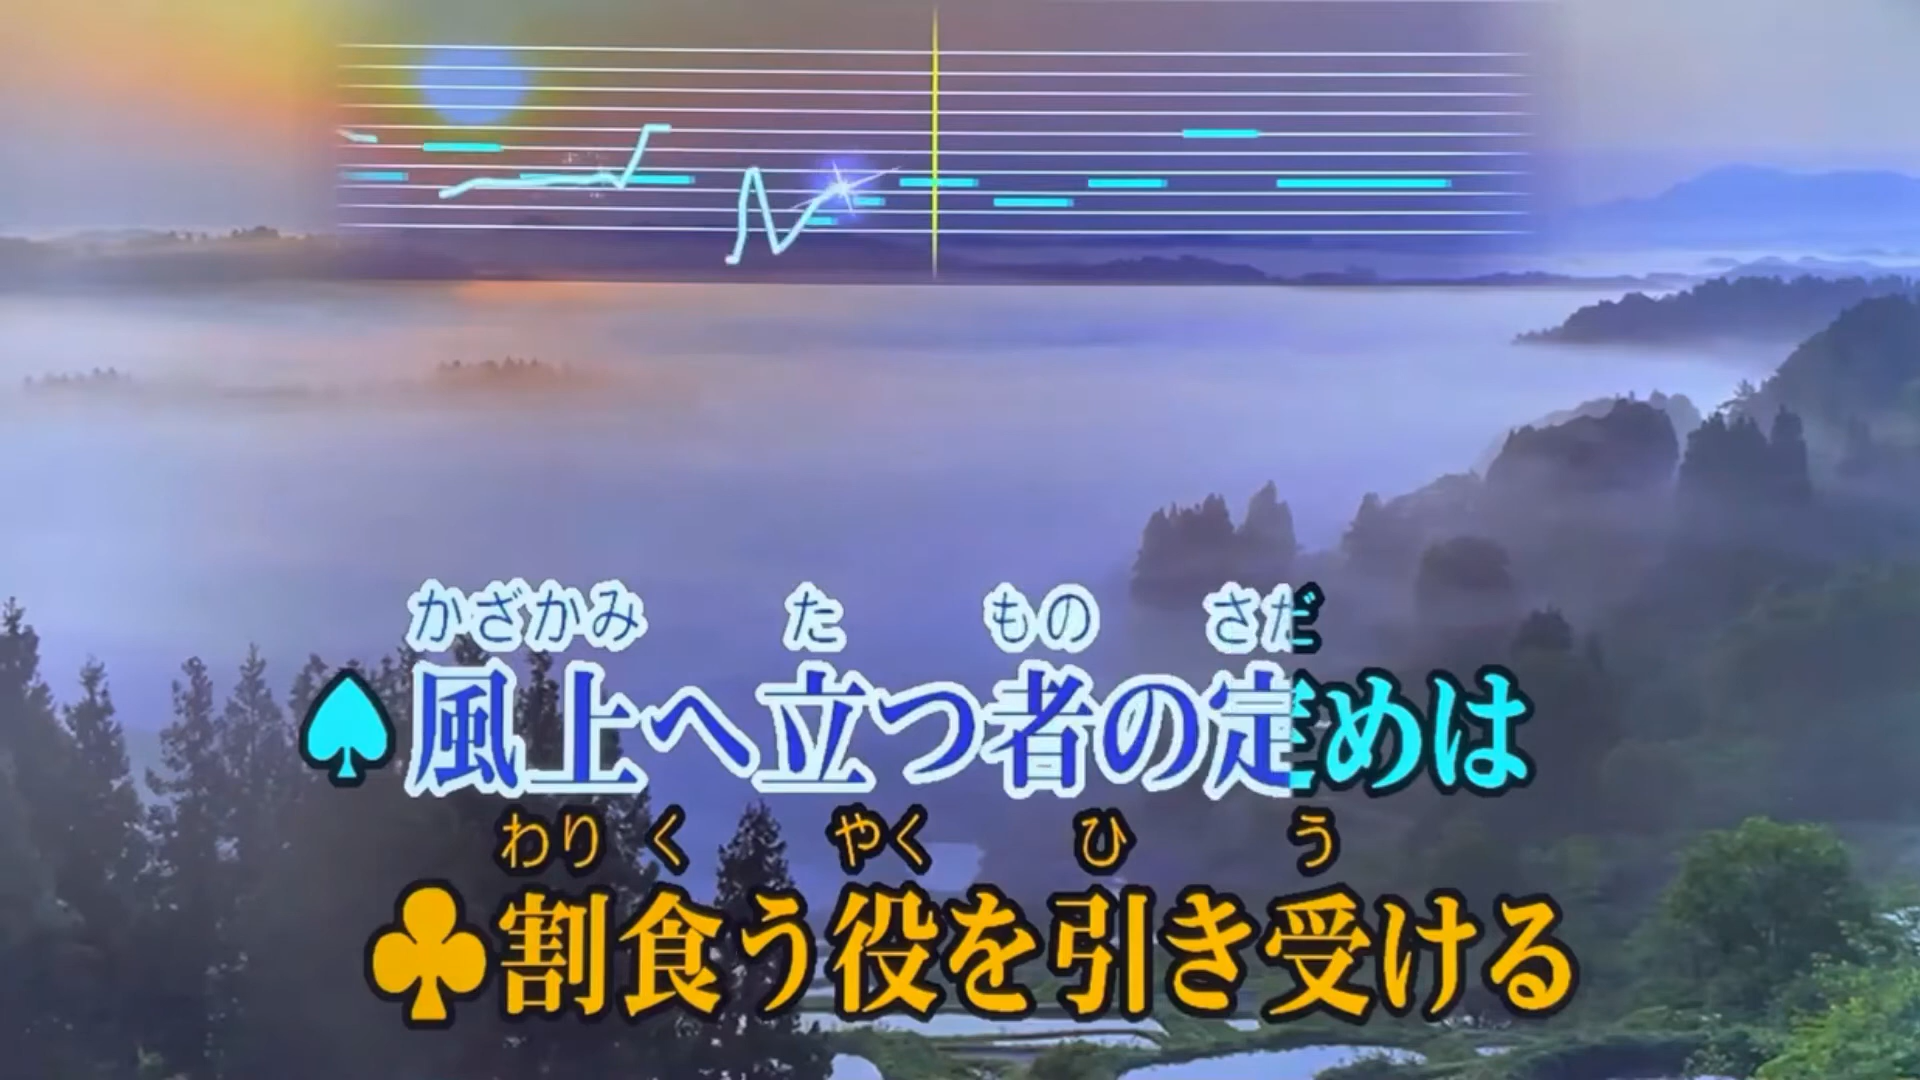 かざかみ た もの さだ
♠風上へ立つ者の定めは
わり く やく ひ う
♣割食う役を引き受ける